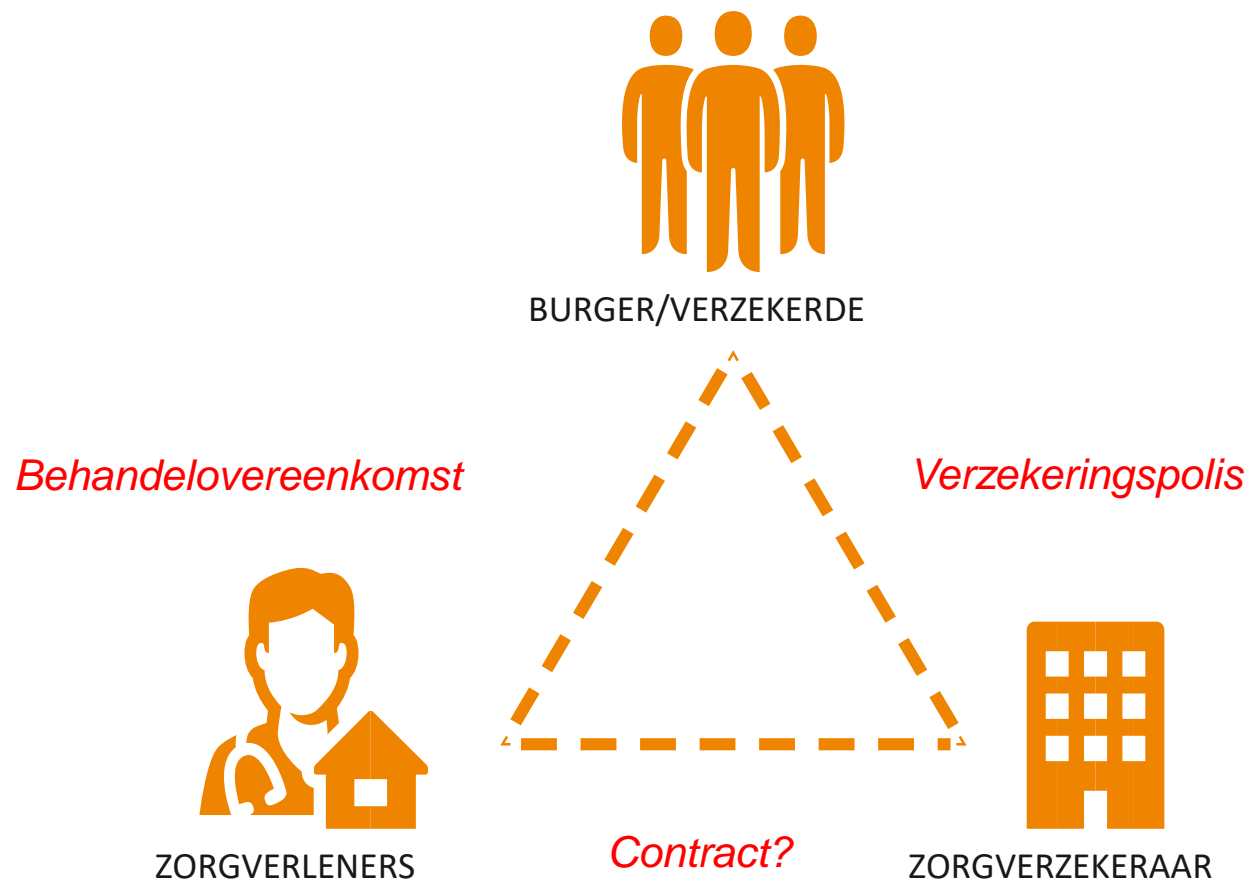 BURGER/VERZEKERDE
Behandelovereenkomst
Verzekeringspolis
ZORGVERLENERS
Contract?
ZORGVERZEKERAAR